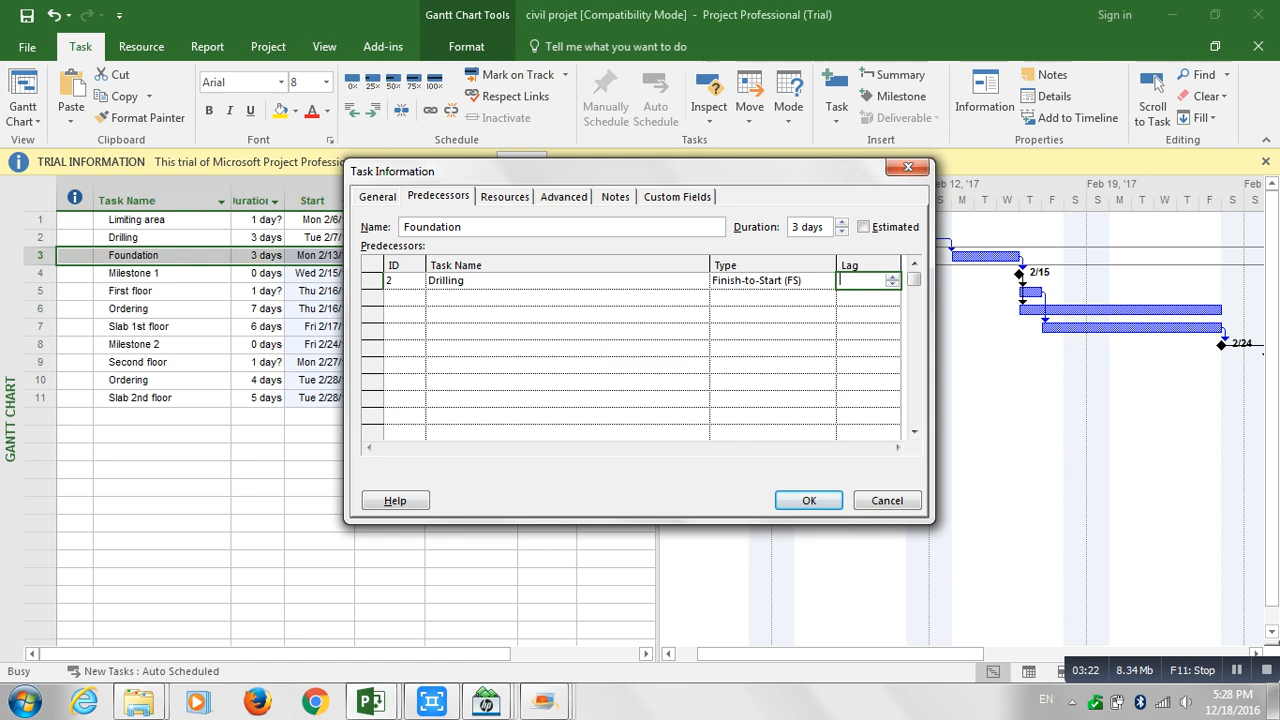 Gantt Chart Tools
civil projet [Compatibility Mode] - Project Professional (Trial)
Sign in
File
Task
Resource
Report
Project
View
Add-ins
Format
Tell me what you want to do
Gantt Chart
View
Paste
Cut
Copy
Format Painter
Clipboard
Arial
8
B I U
A
Font
0% 25% 50% 75% 100%
Mark on Track
Respect Links
Inactivate
Schedule
Manually Schedule
Auto Schedule
Inspect
Move
Mode
Tasks
Task
Summary
Milestone
Deliverable
Insert
Information
Notes
Details
Add to Timeline
Properties
Scroll to Task
Find
Clear
Fill
Editing
TRIAL INFORMATION This trial of Microsoft Project Professio
Task Name
Start
1 Limiting area 1 day? Mon 2/6/
2 Drilling 3 days Tue 2/7/
3 Foundation 3 days Mon 2/13/
4 Milestone 1 0 days Wed 2/15/
5 First floor 1 day? Thu 2/16/
6 Ordering 7 days Thu 2/16/
7 Slab 1st floor 6 days Fri 2/17/
8 Milestone 2 0 days Fri 2/24/
9 Second floor 1 day? Mon 2/27/
10 Ordering 4 days Tue 2/28/
11 Slab 2nd floor 5 days Tue 2/28/
GANTT CHART
Task Information
General
Predecessors
Resources
Advanced
Notes
Custom Fields
Name: Foundation
Duration: 3 days
Estimated
Predecessors:
ID Task Name Type Lag
2 Drilling Finish-to-Start (FS)
Help
OK
Cancel
12, '17 Feb 19, '17
M T W T F S S M T W T F S
2/15
2/24
Busy
New Tasks : Auto Scheduled
03:22
8.34 Mb
F11: Stop
EN
5:28 PM
12/18/2016